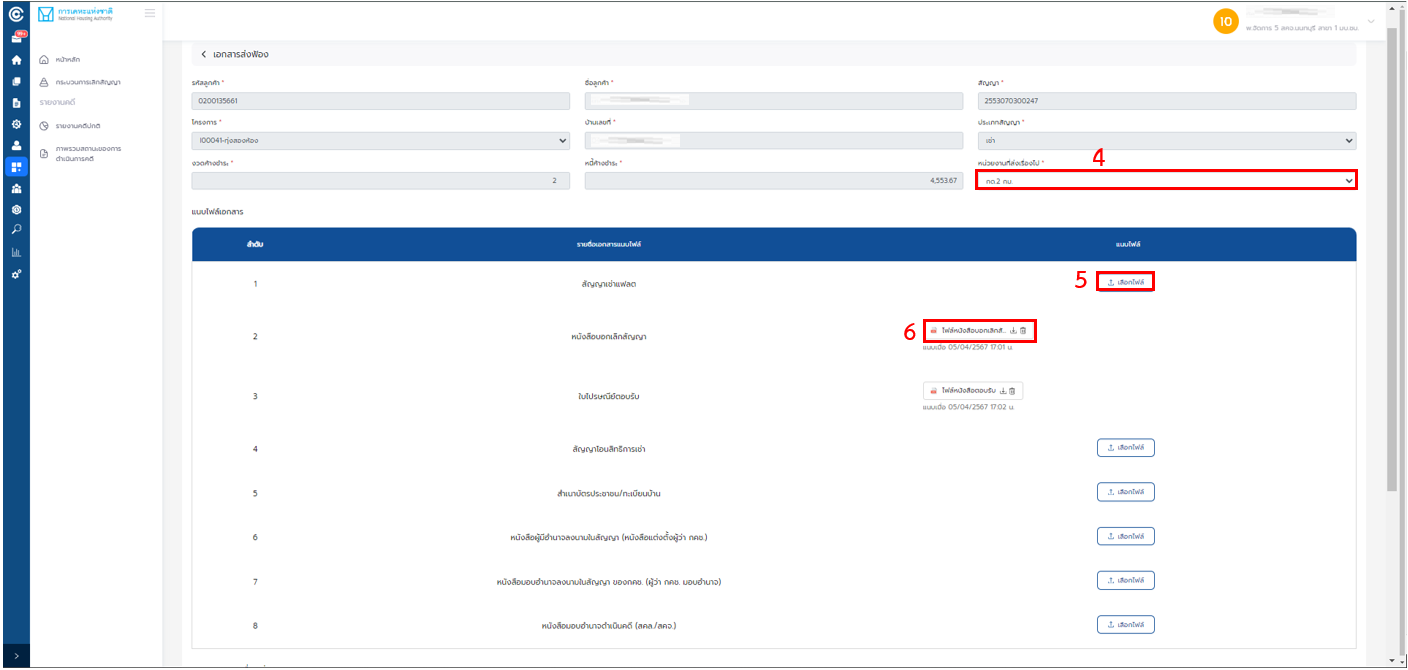 การเคหะแห่งชาติ
National Housing Authority
99+
หน้าหลัก
กระบวนการเลิกสัญญา
รายงานคดี
รายงานคดีปกติ
ภาพรวมสถานะของการ
ดำเนินการคดี
10
พ.จัดการ 5 สคจ.นนทบุรี สาขา 1 บบ.ชน.
เอกสารส่งฟ้อง
รหัสลูกค้า *
ชื่อลูกค้า *
สัญญา *
0200135661
2553070300247
โครงการ *
บ้านเลขที่ *
ประเภทสัญญา *
I00041-ทุ่งสองห้อง
เช่า
งวดค้างชำระ *
หนี้ค้างชำระ *
หน่วยงานที่ส่งเรื่องไป *
4
2
4,553.67
กด.2 กม.
แนบไฟล์เอกสาร
ลำดับ
รายชื่อเอกสารแนบไฟล์
แนบไฟล์
1
สัญญาเช่าแฟลต
5
เลือกไฟล์
2
หนังสือบอกเลิกสัญญา
6
ไฟล์หนังสือบอกเลิกสั...
แนบเมื่อ 05/04/2567 17:01 น.
3
ใบไปรษณีย์ตอบรับ
ไฟล์หนังสือตอบรับ
แนบเมื่อ 05/04/2567 17:02 น.
4
สัญญาโอนสิทธิการเช่า
เลือกไฟล์
5
สำเนาบัตรประชาชน/ทะเบียนบ้าน
เลือกไฟล์
6
หนังสือผู้มีอำนาจลงนามในสัญญา (หนังสือแต่งตั้งผู้ว่า กคช.)
เลือกไฟล์
7
หนังสือมอบอำนาจลงนามในสัญญา ของกคช. (ผู้ว่า กคช. มอบอำนาจ)
เลือกไฟล์
8
หนังสือมอบอำนาจดำเนินคดี (สคล./สคจ.)
เลือกไฟล์